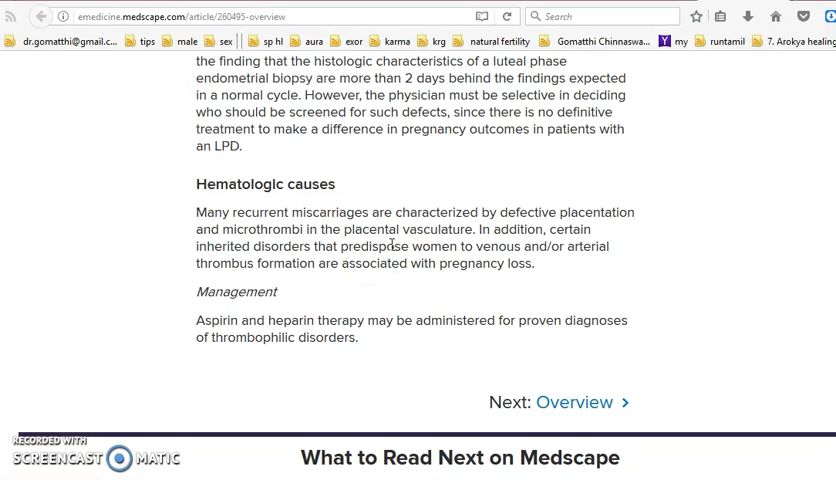 emedicine.medscape.com/article/260495-overview
Search
dr.gomatthi@gmail.c... tips male sex sp hl aura exor karma krg natural fertility Gomatthi Chinnaswa... my runtamil 7. Arokya healing
the finding that the histologic characteristics of a luteal phase
endometrial biopsy are more than 2 days behind the findings expected
in a normal cycle. However, the physician must be selective in deciding
who should be screened for such defects, since there is no definitive
treatment to make a difference in pregnancy outcomes in patients with
an LPD.
Hematologic causes
Many recurrent miscarriages are characterized by defective placentation
and microthrombi in the placental vasculature. In addition, certain
inherited disorders that predispose women to venous and/or arterial
thrombus formation are associated with pregnancy loss.
Management
Aspirin and heparin therapy may be administered for proven diagnoses
of thrombophilic disorders.
Next: Overview
RECORDED WITH
SCREENCAST MATIC
What to Read Next on Medscape